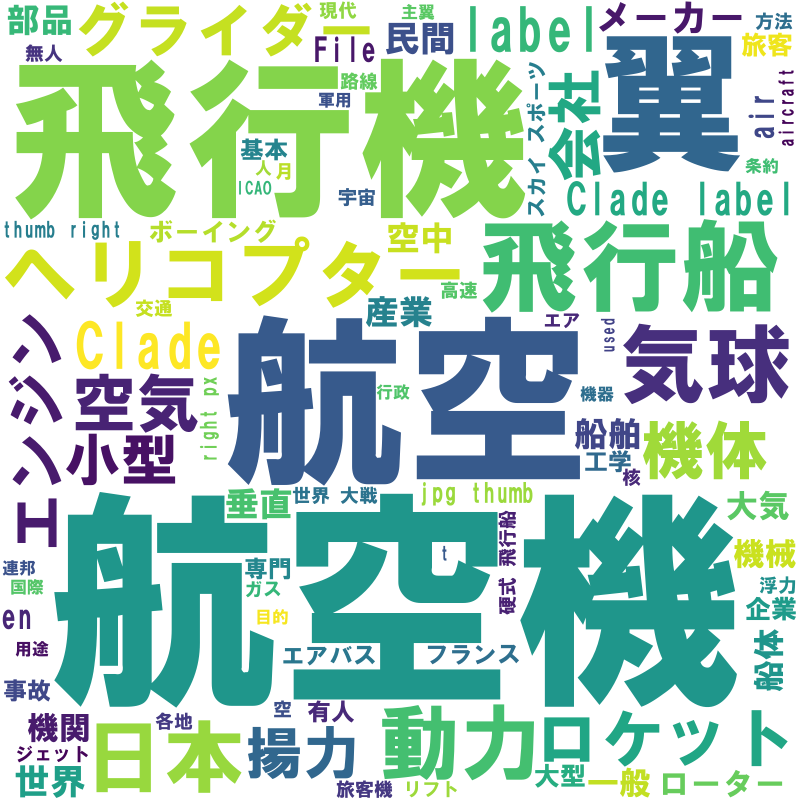 部品
グライダー
現代
主翼
メーカー
方法
無人
File
民間
label
旅客
飛行機
路線
軍用
スカイ スポーツ
会社
翼
air
aircraft
基本
人 月
ICAO
宇宙
条約
Clade label
thumb right
ボーイング
空中
飛行船
ヘリコプター
高速
交通
産業
エア
used
Clade
航空
気球
エンジン
空気
right px
行政
機器
小型
船舶
機体
工学
核
垂直
世界 大戦
jpg thumb
大気
航空機
硬式 飛行船
t
機械
連邦
国際
専門
ガス
浮力
en
目的
企業
用途
エアバス
フランス
船体
事故
空
有人
各地
機関
日本
揚力
動力
ロケット
ジェット
世界
旅客機
リフト
大型
一般
ローター